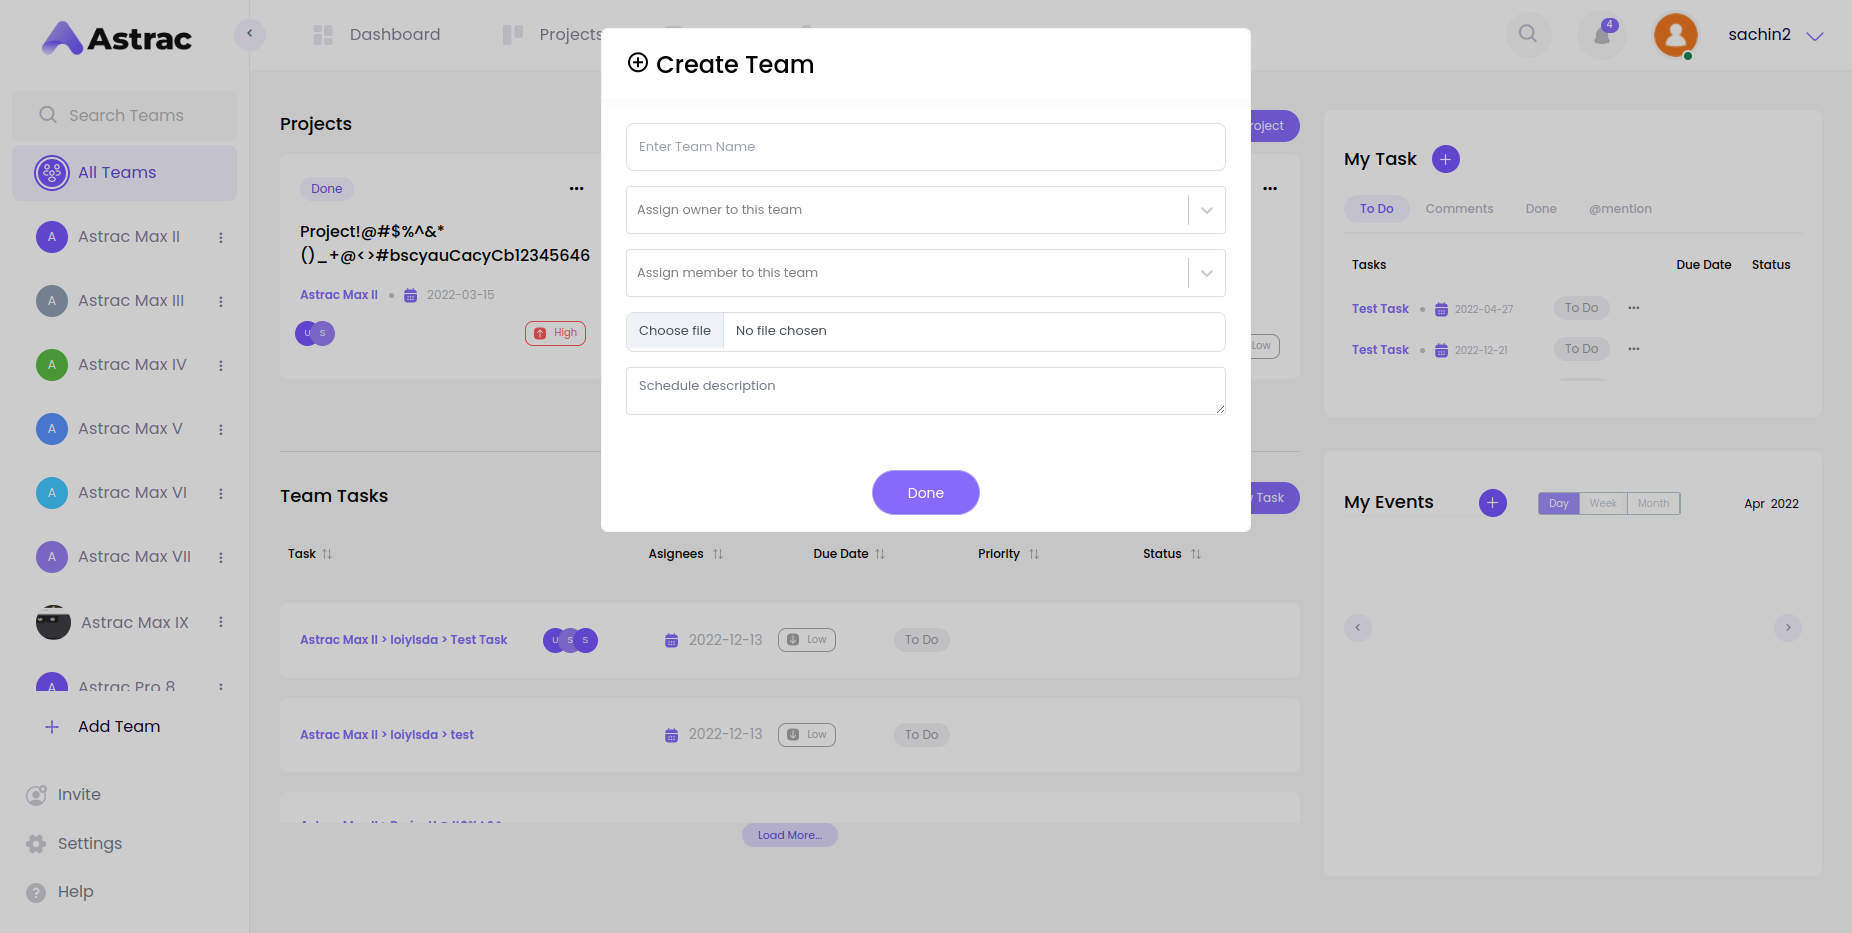 Astrac
Dashboard
Projects
4
sachin2
Search Teams
All Teams
A Astrac Max II
A Astrac Max III
A Astrac Max IV
A Astrac Max V
A Astrac Max VI
A Astrac Max VII
Astrac Max IX
A Astrac Pro 8
Add Team
Invite
Settings
? Help
Projects
Done
Project!@#$%^&*
()_+@<>#bscyauCacyCb12345646
Astrac Max II 2022-03-15
U S
High
Low
Create Team
Enter Team Name
Assign owner to this team
Assign member to this team
Choose file No file chosen
Schedule description
Done
Team Tasks
Task
Task Asignees Due Date Priority Status
Astrac Max II > loiylsda > Test Task U S S 2022-12-13 Low To Do
Astrac Max II > loiylsda > test 2022-12-13 Low To Do
Load More...
My Task
To Do Comments Done @mention
Tasks Due Date Status
Test Task 2022-04-27 To Do
Test Task 2022-12-21 To Do
My Events
Day Week Month
Apr 2022